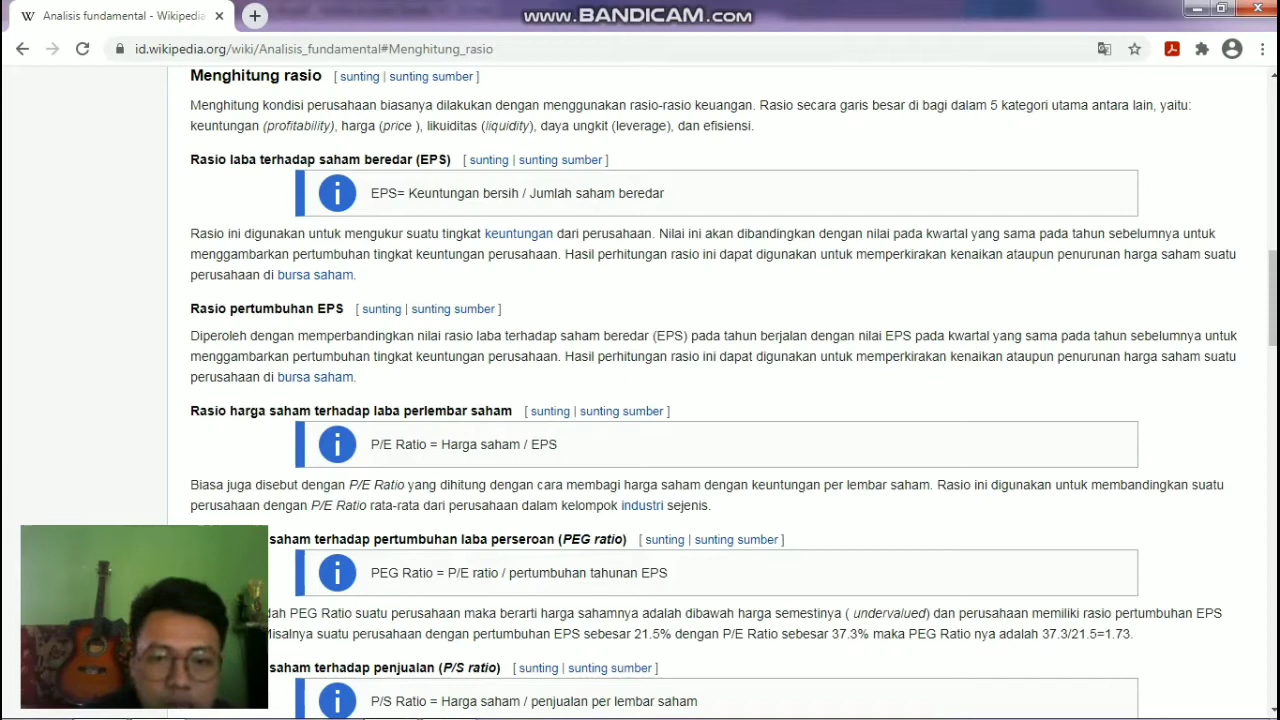 Analisis fundamental - Wikipedia
www.BANDICAM.com
id.wikipedia.org/wiki/Analisis_fundamental#Menghitung_rasio
Menghitung rasio [ sunting | sunting sumber ]
Menghitung kondisi perusahaan biasanya dilakukan dengan menggunakan rasio-rasio keuangan. Rasio secara garis besar di bagi dalam 5 kategori utama antara lain, yaitu:
keuntungan (profitability), harga (price ), likuiditas (liquidity), daya ungkit (leverage), dan efisiensi.
Rasio laba terhadap saham beredar (EPS) [ sunting | sunting sumber ]
EPS= Keuntungan bersih / Jumlah saham beredar
Rasio ini digunakan untuk mengukur suatu tingkat keuntungan dari perusahaan. Nilai ini akan dibandingkan dengan nilai pada kwartal yang sama pada tahun sebelumnya untuk
menggambarkan pertumbuhan tingkat keuntungan perusahaan. Hasil perhitungan rasio ini dapat digunakan untuk memperkirakan kenaikan ataupun penurunan harga saham suatu
perusahaan di bursa saham.
Rasio pertumbuhan EPS [ sunting | sunting sumber ]
Diperoleh dengan memperbandingkan nilai rasio laba terhadap saham beredar (EPS) pada tahun berjalan dengan nilai EPS pada kwartal yang sama pada tahun sebelumnya untuk
menggambarkan pertumbuhan tingkat keuntungan perusahaan. Hasil perhitungan rasio ini dapat digunakan untuk memperkirakan kenaikan ataupun penurunan harga saham suatu
perusahaan di bursa saham.
Rasio harga saham terhadap laba perlembar saham [ sunting | sunting sumber ]
P/E Ratio = Harga saham / EPS
Biasa juga disebut dengan P/E Ratio yang dihitung dengan cara membagi harga saham dengan keuntungan per lembar saham. Rasio ini digunakan untuk membandingkan suatu
perusahaan dengan P/E Ratio rata-rata dari perusahaan dalam kelompok industri sejenis.
saham terhadap pertumbuhan laba perseroan (PEG ratio) [ sunting | sunting sumber ]
PEG Ratio = P/E ratio / pertumbuhan tahunan EPS
dah PEG Ratio suatu perusahaan maka berarti harga sahamnya adalah dibawah harga semestinya ( undervalued) dan perusahaan memiliki rasio pertumbuhan EPS
Misalnya suatu perusahaan dengan pertumbuhan EPS sebesar 21.5% dengan P/E Ratio sebesar 37.3% maka PEG Ratio nya adalah 37.3/21.5=1.73.
saham terhadap penjualan (P/S ratio) [ sunting | sunting sumber ]
P/S Ratio = Harga saham / penjualan per lembar saham